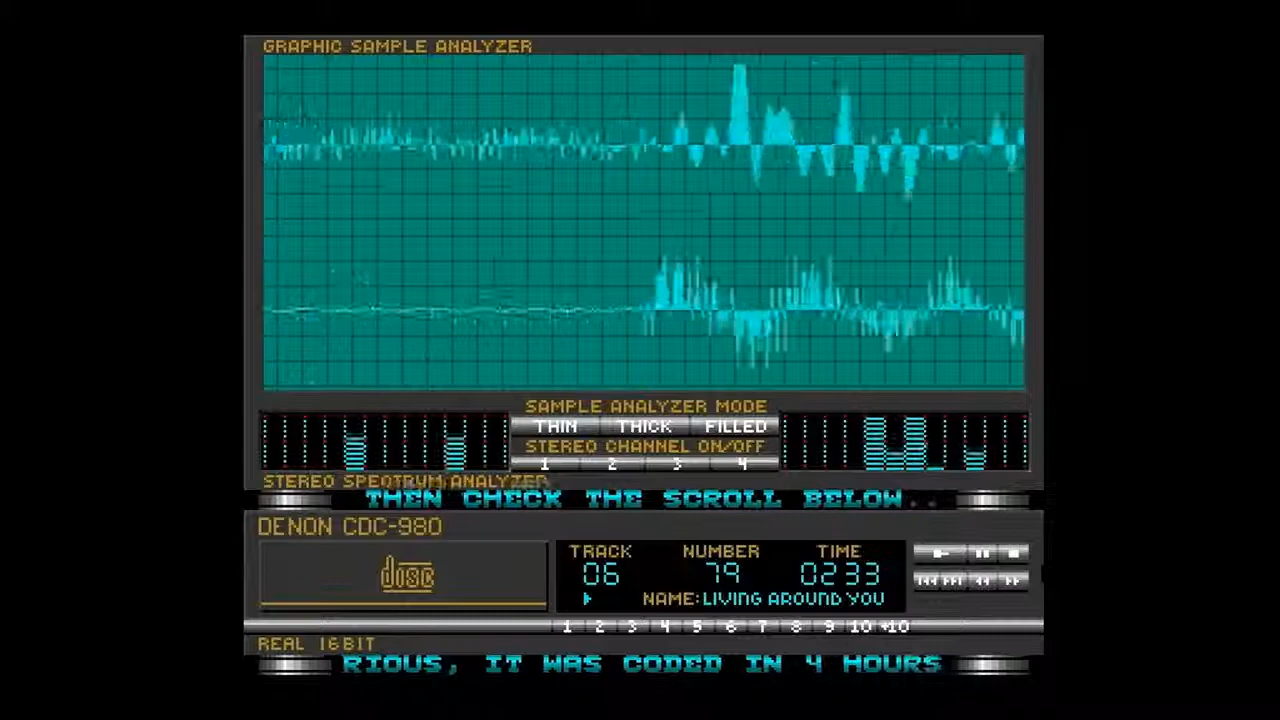 GRAPHIC SAMPLE ANALYZER
SAMPLE ANALYZER MODE
THIN THICK FILLED
STEREO CHANNEL ON/OFF
1 2 3 4
STEREO SPECTRUM ANALYZER
THEN CHECK THE SCROLL BELOW..
DENON CDC-980
disc
TRACK NUMBER TIME
06 79 02 33
NAME:LIVING AROUND YOU
1 2 3 4 5 6 7 8 9 10 +10
REAL 16BIT
RIOUS, IT WAS CODED IN 4 HOURS